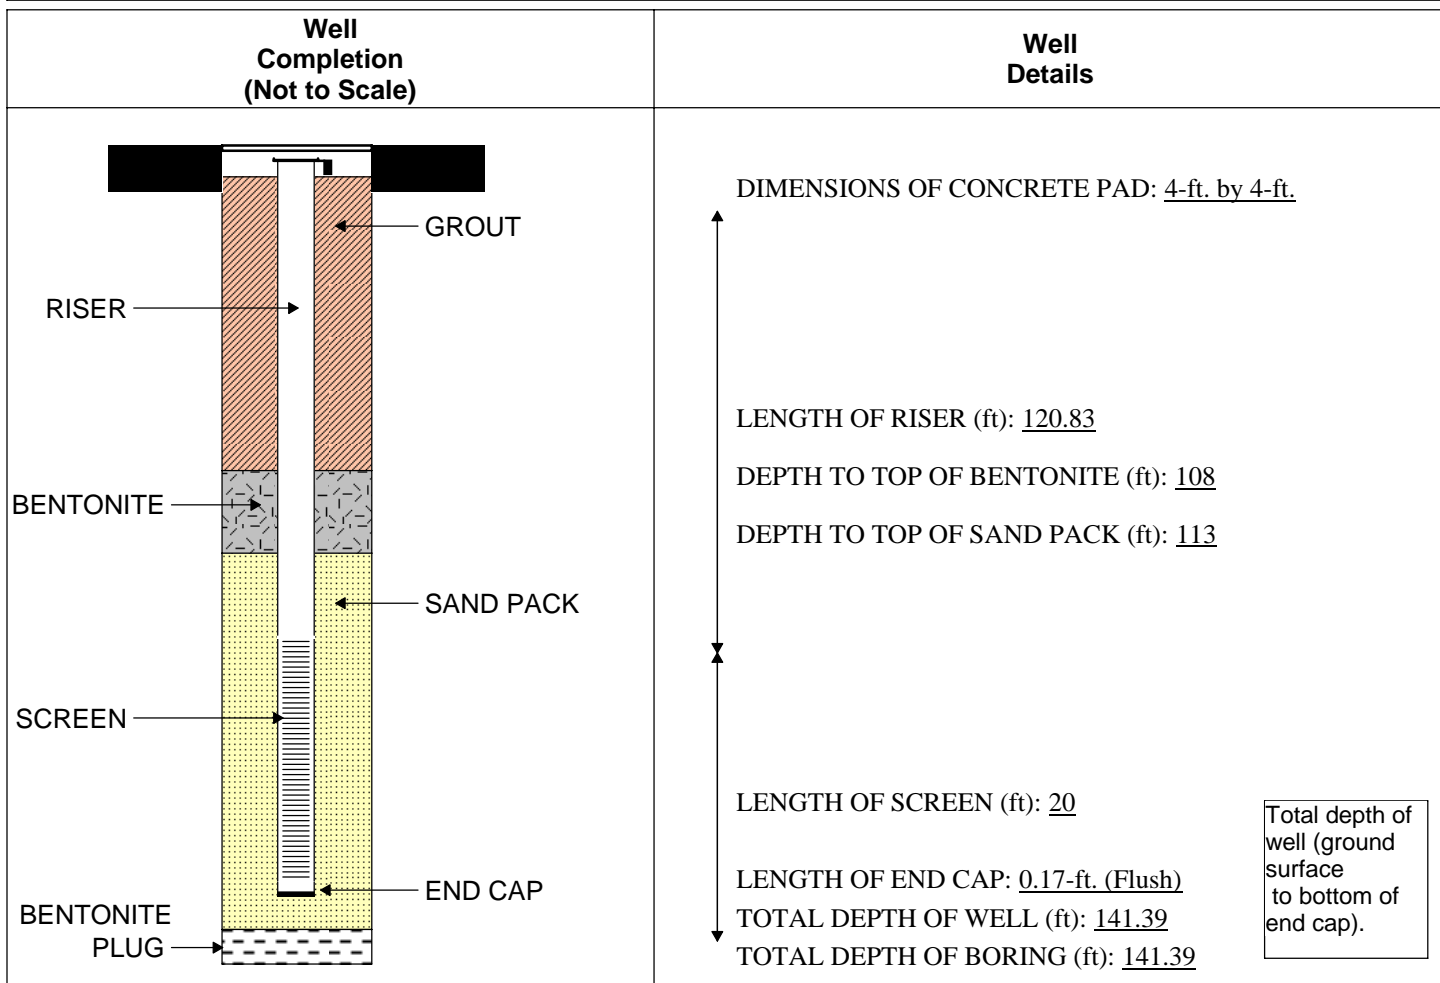 Well
Completion
(Not to Scale)
Well
Details
GROUT
RISER
BENTONITE
SAND PACK
SCREEN
END CAP
BENTONITE
PLUG
DIMENSIONS OF CONCRETE PAD: 4-ft. by 4-ft.
LENGTH OF RISER (ft): 120.83
DEPTH TO TOP OF BENTONITE (ft): 108
DEPTH TO TOP OF SAND PACK (ft): 113
LENGTH OF SCREEN (ft): 20
LENGTH OF END CAP: 0.17-ft. (Flush)
TOTAL DEPTH OF WELL (ft): 141.39
TOTAL DEPTH OF BORING (ft): 141.39
Total depth of
well (ground
surface
to bottom of
end cap).